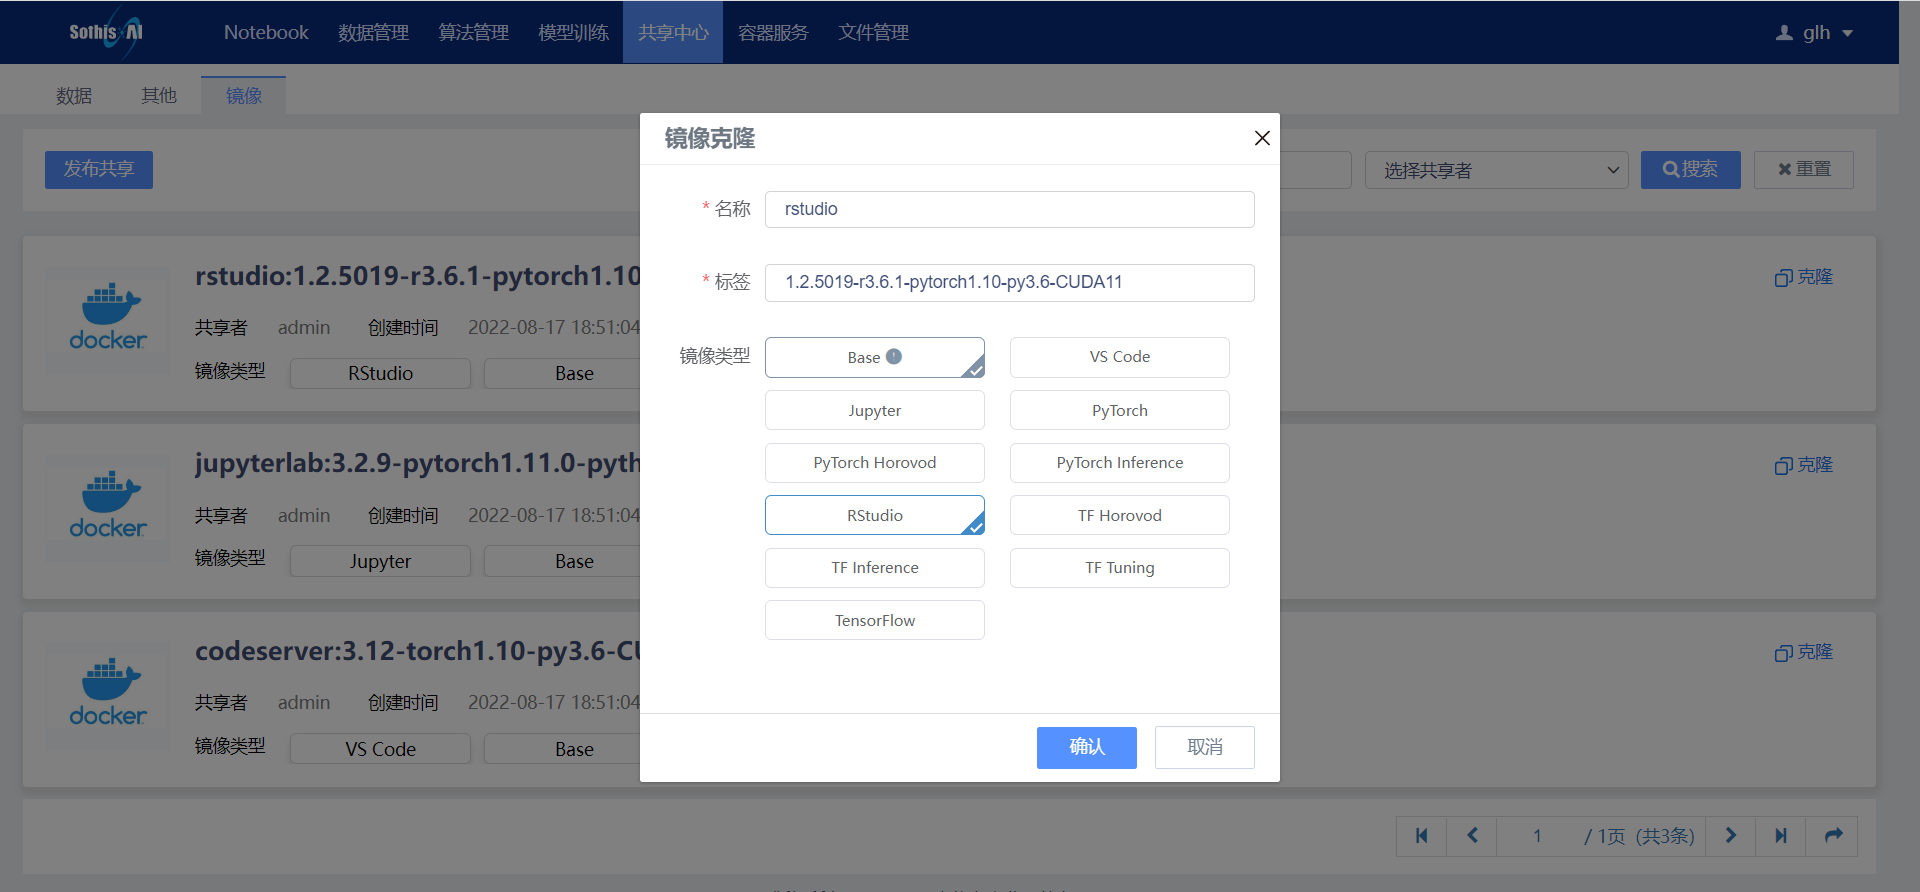 Sothis AI
Notebook 数据管理 算法管理 模型训练 共享中心 容器服务 文件管理 glh
数据 其他 镜像
发布共享 选择共享者 搜索 重置
镜像克隆
* 名称 rstudio
* 标签 1.2.5019-r3.6.1-pytorch1.10-py3.6-CUDA11
镜像类型 Base VS Code
Jupyter PyTorch
PyTorch Horovod PyTorch Inference
RStudio TF Horovod
TF Inference TF Tuning
TensorFlow
确认 取消
docker
rstudio:1.2.5019-r3.6.1-pytorch1.10 克隆
共享者 admin 创建时间 2022-08-17 18:51:04
镜像类型 RStudio Base
docker
jupyterlab:3.2.9-pytorch1.11.0-pyth 克隆
共享者 admin 创建时间 2022-08-17 18:51:04
镜像类型 Jupyter Base
docker
codeserver:3.12-torch1.10-py3.6-CU 克隆
共享者 admin 创建时间 2022-08-17 18:51:04
镜像类型 VS Code Base
1 / 1页 (共3条)